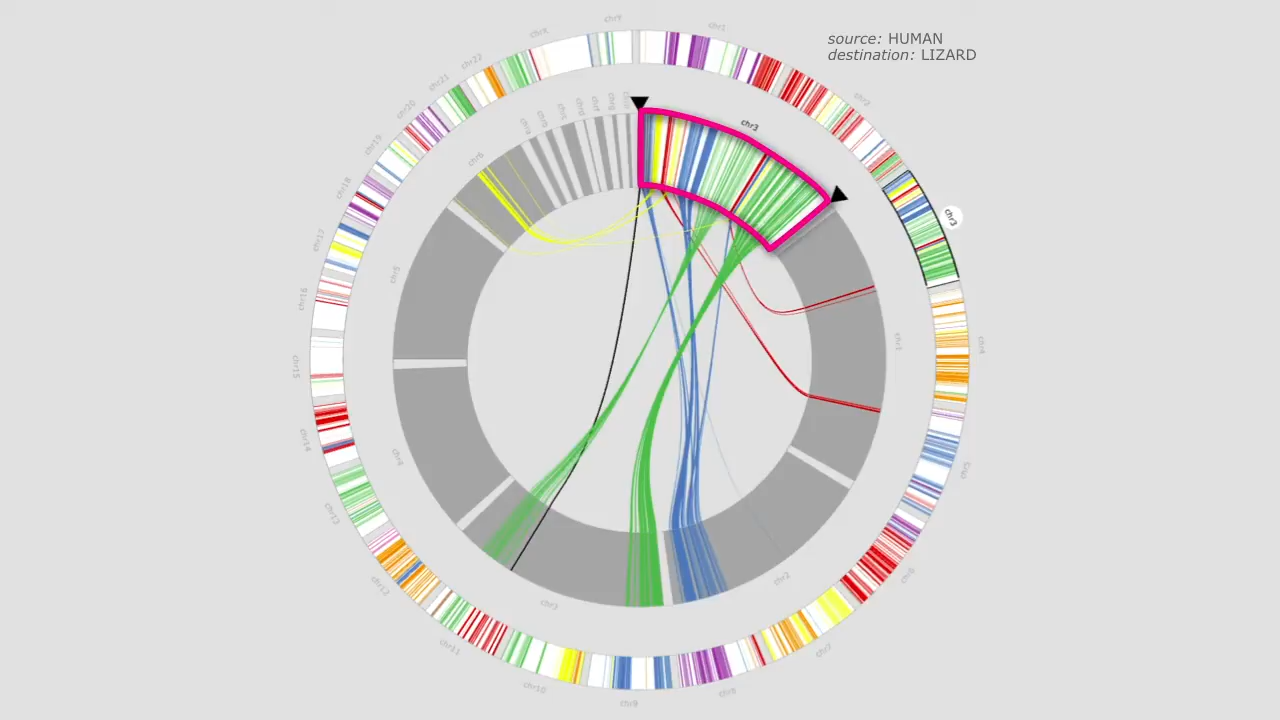 source: HUMAN
destination: LIZARD
chr1
chr2
chr3
chr4
chr5
chr6
chr7
chr8
chr9
chr10
chr11
chr12
chr13
chr14
chr15
chr16
chr17
chr18
chr19
chr20
chr21
chr22
chrX
chrY
chr3
chr1
chr2
chr3
chr4
chr5
chr6